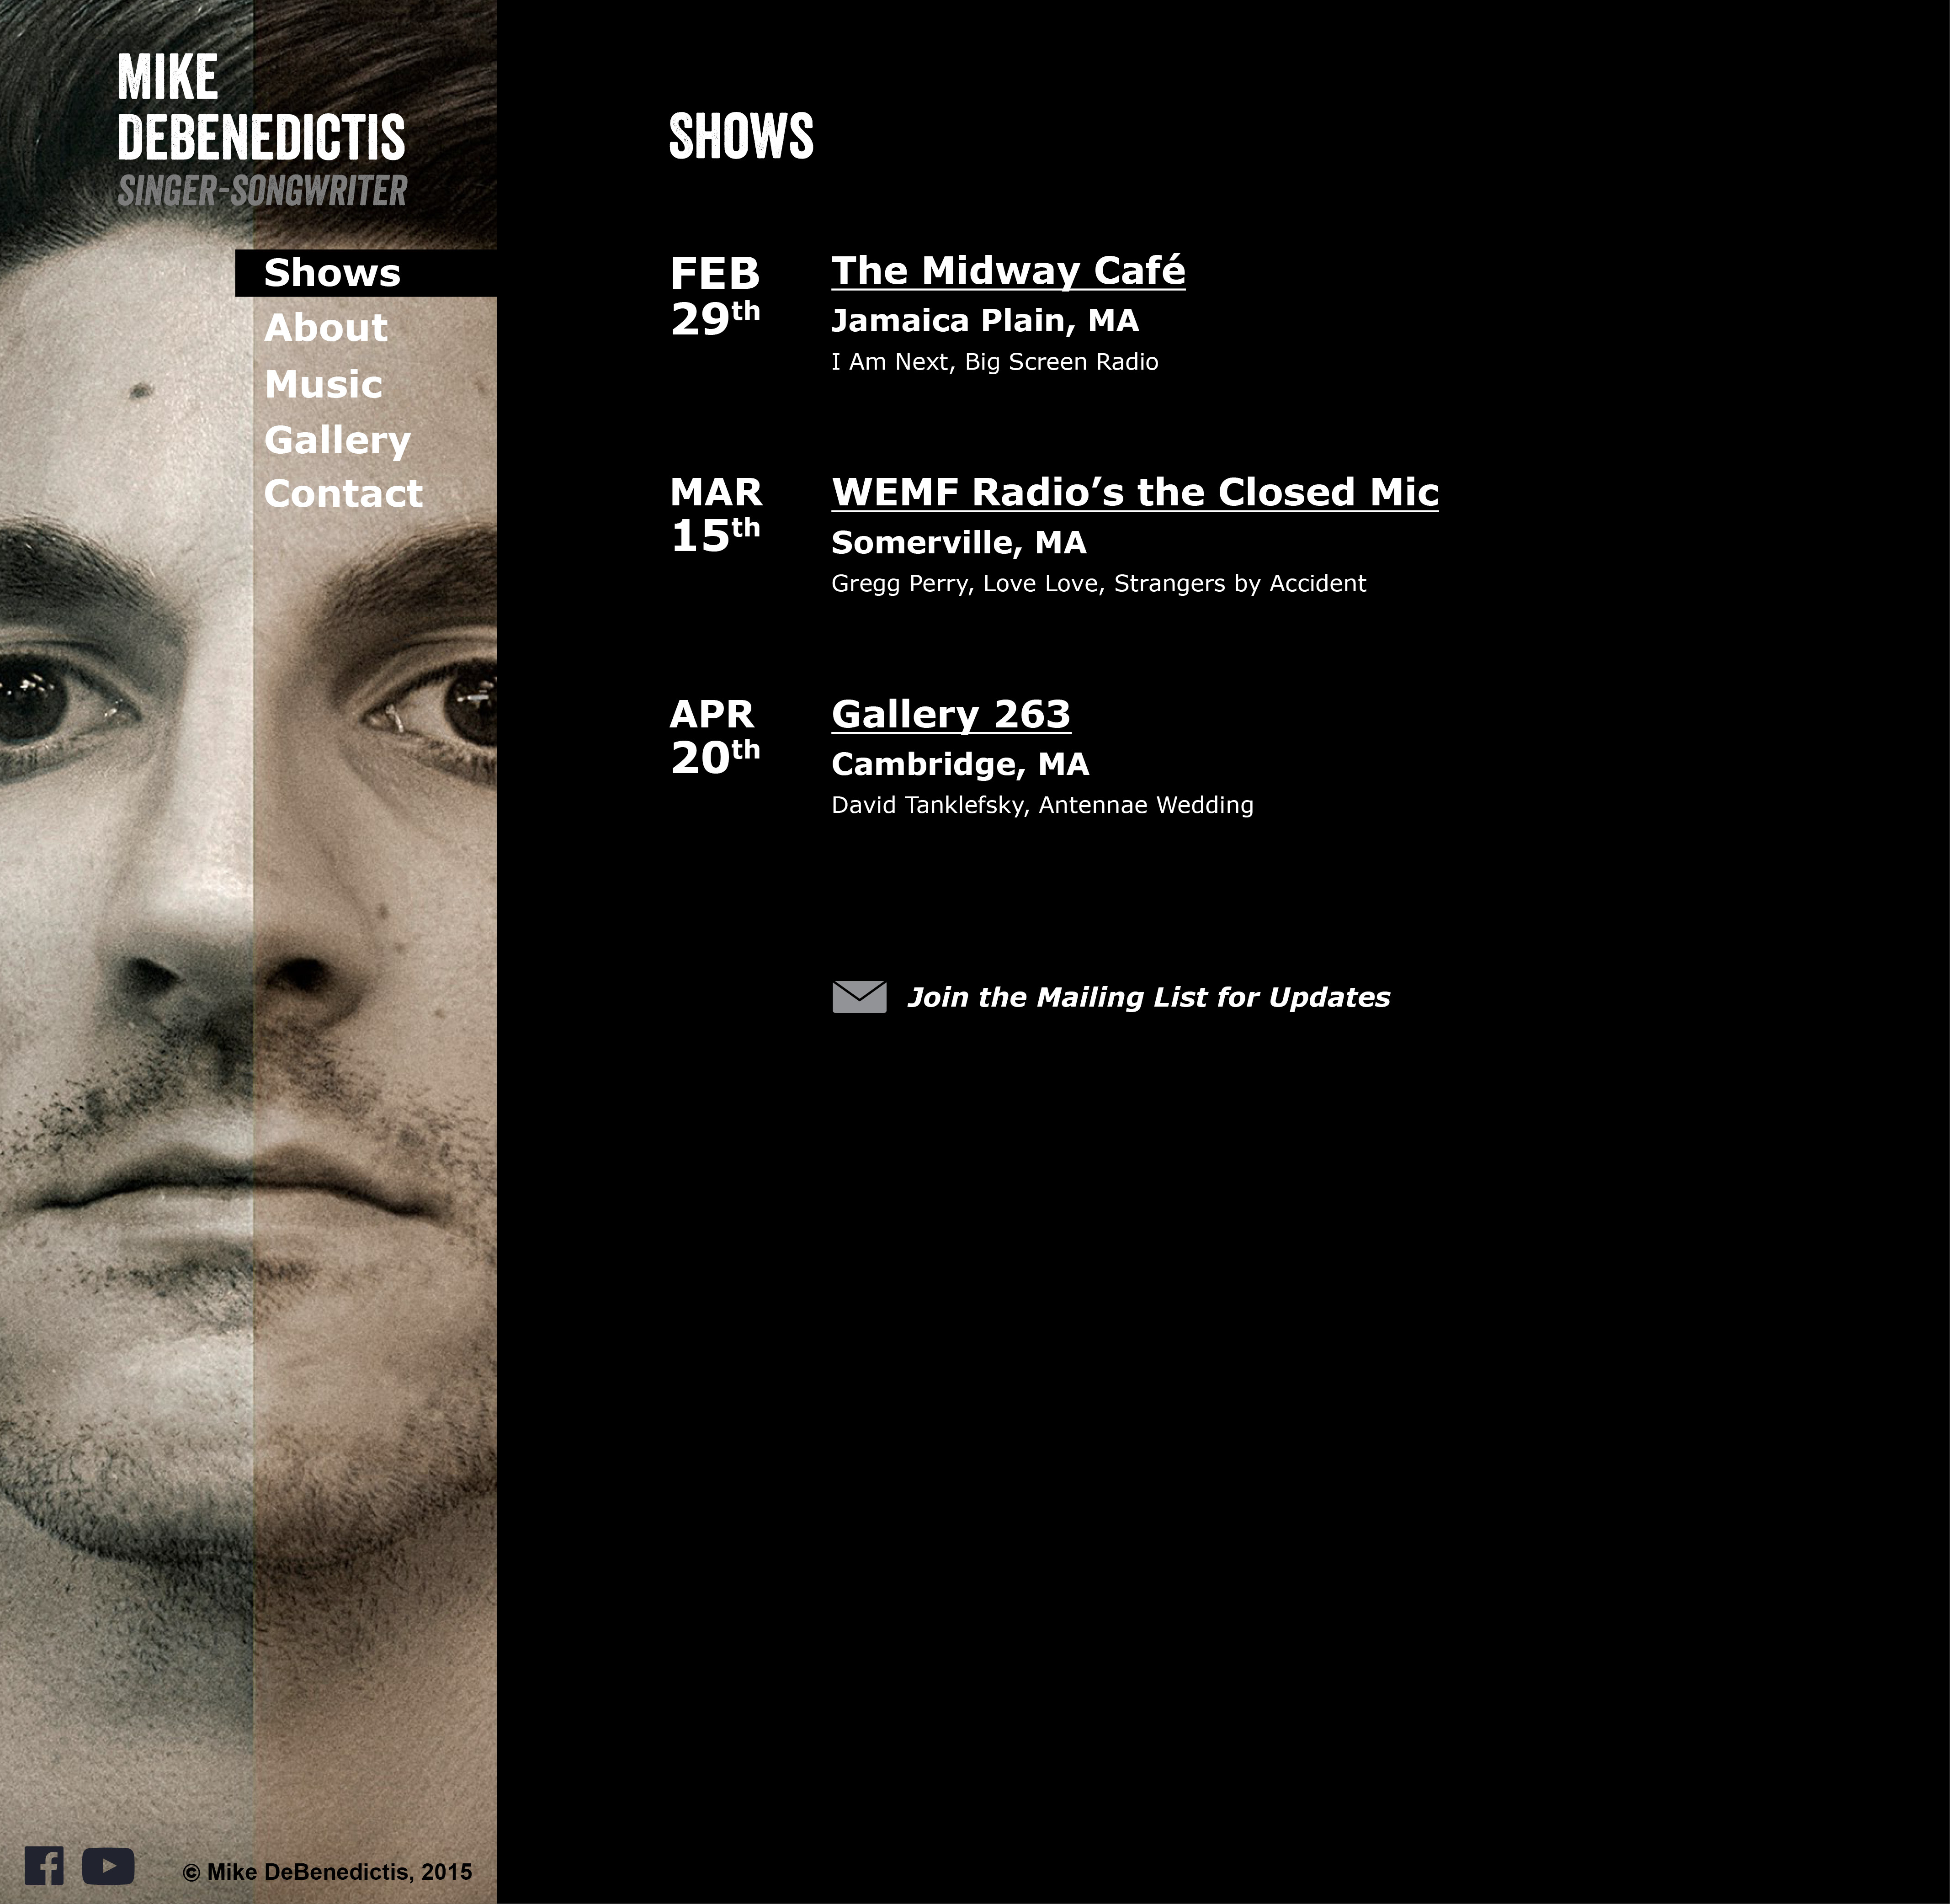 MIKE
DEBENEDICTIS
SINGER-SONGWRITER
Shows
About
Music
Gallery
Contact
SHOWS
FEB
29th
The Midway Café
Jamaica Plain, MA
I Am Next, Big Screen Radio
MAR
15th
WEMF Radio’s the Closed Mic
Somerville, MA
Gregg Perry, Love Love, Strangers by Accident
APR
20th
Gallery 263
Cambridge, MA
David Tanklefsky, Antennae Wedding
Join the Mailing List for Updates
© Mike DeBenedictis, 2015